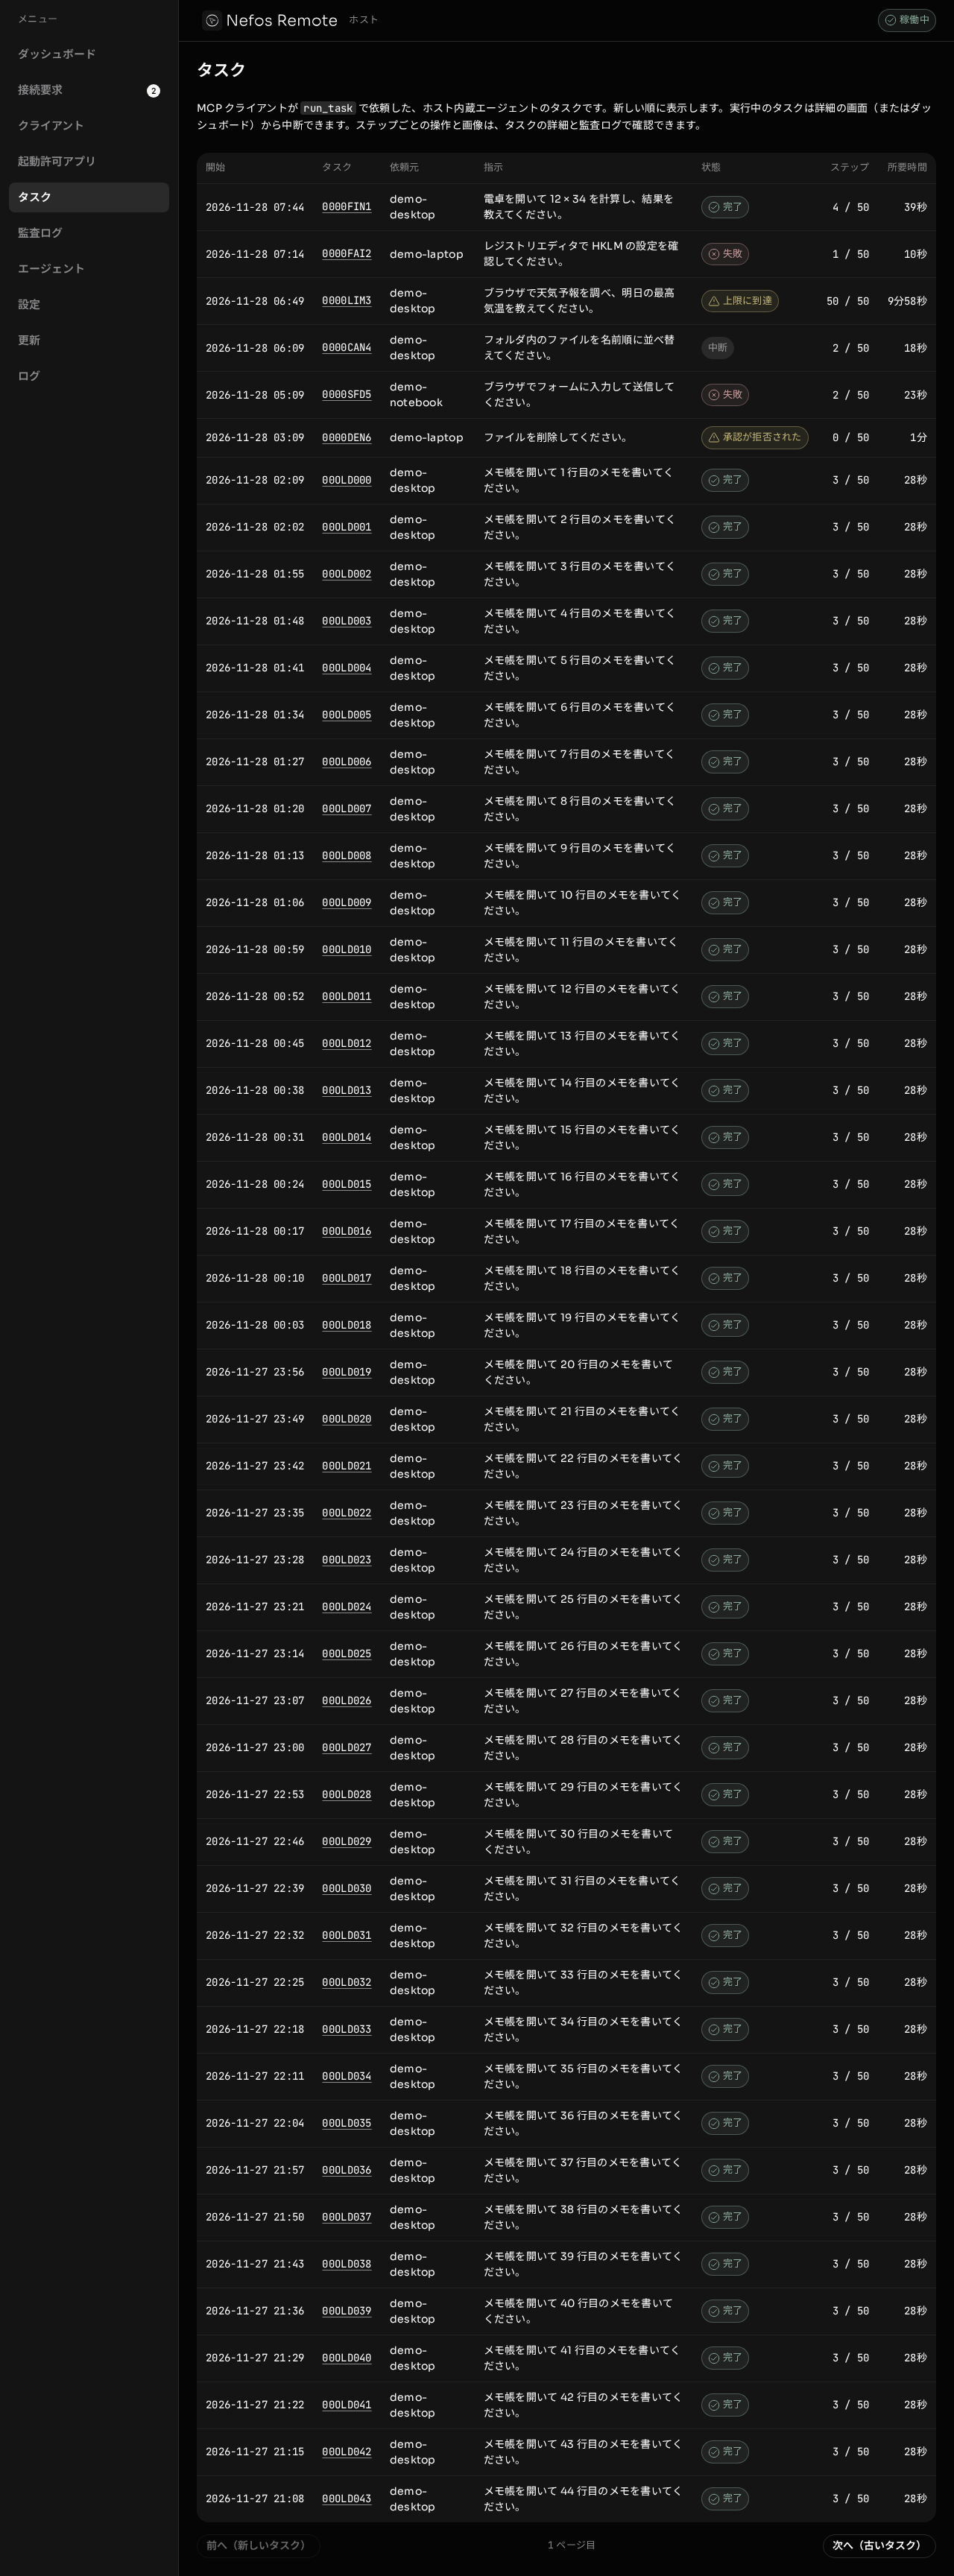 メニュー
ダッシュボード
接続要求 2
クライアント
起動許可アプリ
タスク
監査ログ
エージェント
設定
更新
ログ
Nefos Remote ホスト
稼働中
タスク
MCP クライアントが run_task で依頼した、ホスト内蔵エージェントのタスクです。新しい順に表示します。実行中のタスクは詳細の画面（またはダッ
シュボード）から中断できます。ステップごとの操作と画像は、タスクの詳細と監査ログで確認できます。
開始 タスク 依頼元 指示 状態 ステップ 所要時間
2026-11-28 07:44 0000FIN1 demo-desktop 電卓を開いて 12 × 34 を計算し、結果を教えてください。 完了 4 / 50 39秒
2026-11-28 07:14 0000FAI2 demo-laptop レジストリエディタで HKLM の設定を確認してください。 失敗 1 / 50 10秒
2026-11-28 06:49 0000LIM3 demo-desktop ブラウザで天気予報を調べ、明日の最高気温を教えてください。 上限に到達 50 / 50 9分58秒
2026-11-28 06:09 0000CAN4 demo-desktop フォルダ内のファイルを名前順に並べ替えてください。 中断 2 / 50 18秒
2026-11-28 05:09 0000SFD5 demo-notebook ブラウザでフォームに入力して送信してください。 失敗 2 / 50 23秒
2026-11-28 03:09 0000DEN6 demo-laptop ファイルを削除してください。 承認が拒否された 0 / 50 1分
2026-11-28 02:09 00OLD000 demo-desktop メモ帳を開いて 1 行目のメモを書いてください。 完了 3 / 50 28秒
2026-11-28 02:02 00OLD001 demo-desktop メモ帳を開いて 2 行目のメモを書いてください。 完了 3 / 50 28秒
2026-11-28 01:55 00OLD002 demo-desktop メモ帳を開いて 3 行目のメモを書いてください。 完了 3 / 50 28秒
2026-11-28 01:48 00OLD003 demo-desktop メモ帳を開いて 4 行目のメモを書いてください。 完了 3 / 50 28秒
2026-11-28 01:41 00OLD004 demo-desktop メモ帳を開いて 5 行目のメモを書いてください。 完了 3 / 50 28秒
2026-11-28 01:34 00OLD005 demo-desktop メモ帳を開いて 6 行目のメモを書いてください。 完了 3 / 50 28秒
2026-11-28 01:27 00OLD006 demo-desktop メモ帳を開いて 7 行目のメモを書いてください。 完了 3 / 50 28秒
2026-11-28 01:20 00OLD007 demo-desktop メモ帳を開いて 8 行目のメモを書いてください。 完了 3 / 50 28秒
2026-11-28 01:13 00OLD008 demo-desktop メモ帳を開いて 9 行目のメモを書いてください。 完了 3 / 50 28秒
2026-11-28 01:06 00OLD009 demo-desktop メモ帳を開いて 10 行目のメモを書いてください。 完了 3 / 50 28秒
2026-11-28 00:59 00OLD010 demo-desktop メモ帳を開いて 11 行目のメモを書いてください。 完了 3 / 50 28秒
2026-11-28 00:52 00OLD011 demo-desktop メモ帳を開いて 12 行目のメモを書いてください。 完了 3 / 50 28秒
2026-11-28 00:45 00OLD012 demo-desktop メモ帳を開いて 13 行目のメモを書いてください。 完了 3 / 50 28秒
2026-11-28 00:38 00OLD013 demo-desktop メモ帳を開いて 14 行目のメモを書いてください。 完了 3 / 50 28秒
2026-11-28 00:31 00OLD014 demo-desktop メモ帳を開いて 15 行目のメモを書いてください。 完了 3 / 50 28秒
2026-11-28 00:24 00OLD015 demo-desktop メモ帳を開いて 16 行目のメモを書いてください。 完了 3 / 50 28秒
2026-11-28 00:17 00OLD016 demo-desktop メモ帳を開いて 17 行目のメモを書いてください。 完了 3 / 50 28秒
2026-11-28 00:10 00OLD017 demo-desktop メモ帳を開いて 18 行目のメモを書いてください。 完了 3 / 50 28秒
2026-11-28 00:03 00OLD018 demo-desktop メモ帳を開いて 19 行目のメモを書いてください。 完了 3 / 50 28秒
2026-11-27 23:56 00OLD019 demo-desktop メモ帳を開いて 20 行目のメモを書いてください。 完了 3 / 50 28秒
2026-11-27 23:49 00OLD020 demo-desktop メモ帳を開いて 21 行目のメモを書いてください。 完了 3 / 50 28秒
2026-11-27 23:42 00OLD021 demo-desktop メモ帳を開いて 22 行目のメモを書いてください。 完了 3 / 50 28秒
2026-11-27 23:35 00OLD022 demo-desktop メモ帳を開いて 23 行目のメモを書いてください。 完了 3 / 50 28秒
2026-11-27 23:28 00OLD023 demo-desktop メモ帳を開いて 24 行目のメモを書いてください。 完了 3 / 50 28秒
2026-11-27 23:21 00OLD024 demo-desktop メモ帳を開いて 25 行目のメモを書いてください。 完了 3 / 50 28秒
2026-11-27 23:14 00OLD025 demo-desktop メモ帳を開いて 26 行目のメモを書いてください。 完了 3 / 50 28秒
2026-11-27 23:07 00OLD026 demo-desktop メモ帳を開いて 27 行目のメモを書いてください。 完了 3 / 50 28秒
2026-11-27 23:00 00OLD027 demo-desktop メモ帳を開いて 28 行目のメモを書いてください。 完了 3 / 50 28秒
2026-11-27 22:53 00OLD028 demo-desktop メモ帳を開いて 29 行目のメモを書いてください。 完了 3 / 50 28秒
2026-11-27 22:46 00OLD029 demo-desktop メモ帳を開いて 30 行目のメモを書いてください。 完了 3 / 50 28秒
2026-11-27 22:39 00OLD030 demo-desktop メモ帳を開いて 31 行目のメモを書いてください。 完了 3 / 50 28秒
2026-11-27 22:32 00OLD031 demo-desktop メモ帳を開いて 32 行目のメモを書いてください。 完了 3 / 50 28秒
2026-11-27 22:25 00OLD032 demo-desktop メモ帳を開いて 33 行目のメモを書いてください。 完了 3 / 50 28秒
2026-11-27 22:18 00OLD033 demo-desktop メモ帳を開いて 34 行目のメモを書いてください。 完了 3 / 50 28秒
2026-11-27 22:11 00OLD034 demo-desktop メモ帳を開いて 35 行目のメモを書いてください。 完了 3 / 50 28秒
2026-11-27 22:04 00OLD035 demo-desktop メモ帳を開いて 36 行目のメモを書いてください。 完了 3 / 50 28秒
2026-11-27 21:57 00OLD036 demo-desktop メモ帳を開いて 37 行目のメモを書いてください。 完了 3 / 50 28秒
2026-11-27 21:50 00OLD037 demo-desktop メモ帳を開いて 38 行目のメモを書いてください。 完了 3 / 50 28秒
2026-11-27 21:43 00OLD038 demo-desktop メモ帳を開いて 39 行目のメモを書いてください。 完了 3 / 50 28秒
2026-11-27 21:36 00OLD039 demo-desktop メモ帳を開いて 40 行目のメモを書いてください。 完了 3 / 50 28秒
2026-11-27 21:29 00OLD040 demo-desktop メモ帳を開いて 41 行目のメモを書いてください。 完了 3 / 50 28秒
2026-11-27 21:22 00OLD041 demo-desktop メモ帳を開いて 42 行目のメモを書いてください。 完了 3 / 50 28秒
2026-11-27 21:15 00OLD042 demo-desktop メモ帳を開いて 43 行目のメモを書いてください。 完了 3 / 50 28秒
2026-11-27 21:08 00OLD043 demo-desktop メモ帳を開いて 44 行目のメモを書いてください。 完了 3 / 50 28秒
前へ（新しいタスク） 1 ページ目 次へ（古いタスク）